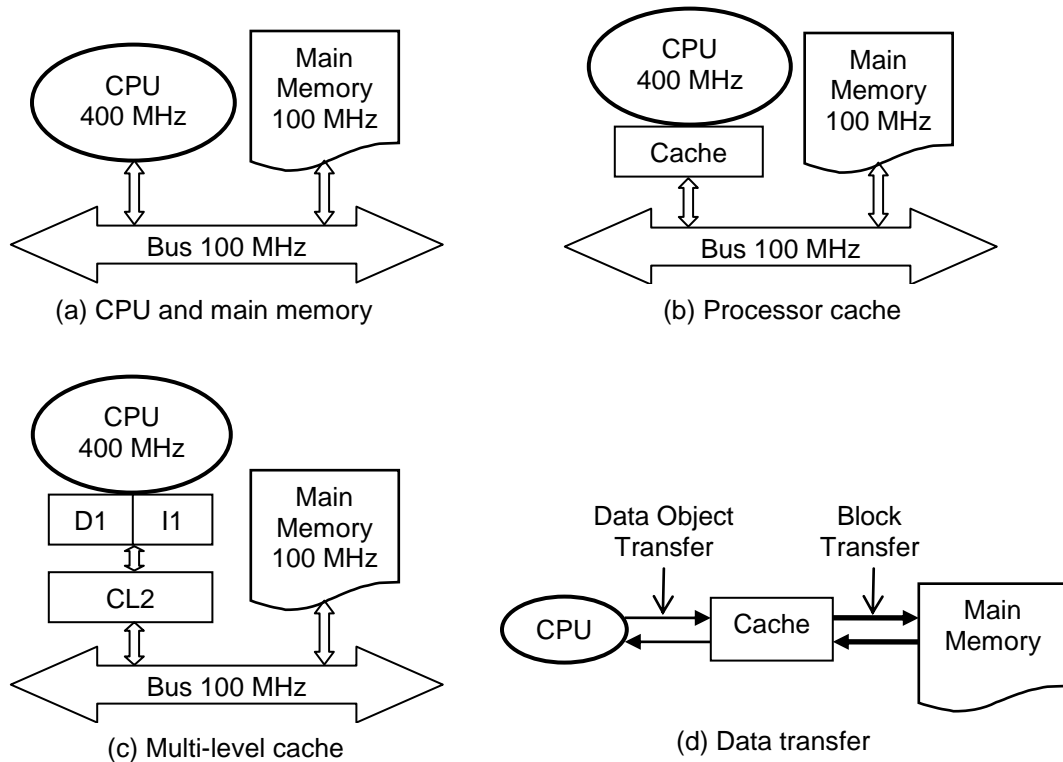 CPU
400 MHz
Main
Memory
100 MHz
Bus 100 MHz
(a) CPU and main memory
CPU
400 MHz
Cache
Main
Memory
100 MHz
Bus 100 MHz
(b) Processor cache
CPU
400 MHz
D1
I1
CL2
Main
Memory
100 MHz
Bus 100 MHz
(c) Multi-level cache
Data Object
Transfer
Block
Transfer
CPU
Cache
Main
Memory
(d) Data transfer